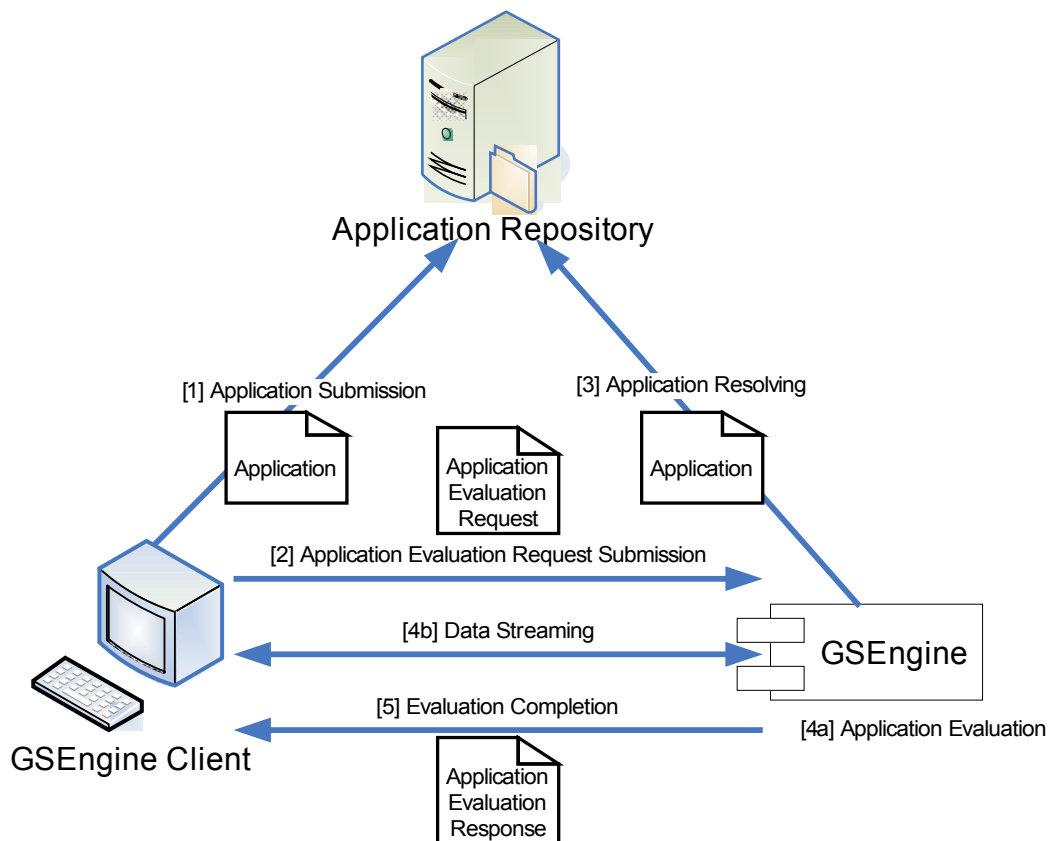 Application Repository
[1] Application Submission
[3] Application Resolving
Application
Application
Evaluation
Request
Application
[2] Application Evaluation Request Submission
[4b] Data Streaming
GSEngine
[5] Evaluation Completion
[4a] Application Evaluation
GSEngine Client
Application
Evaluation
Response